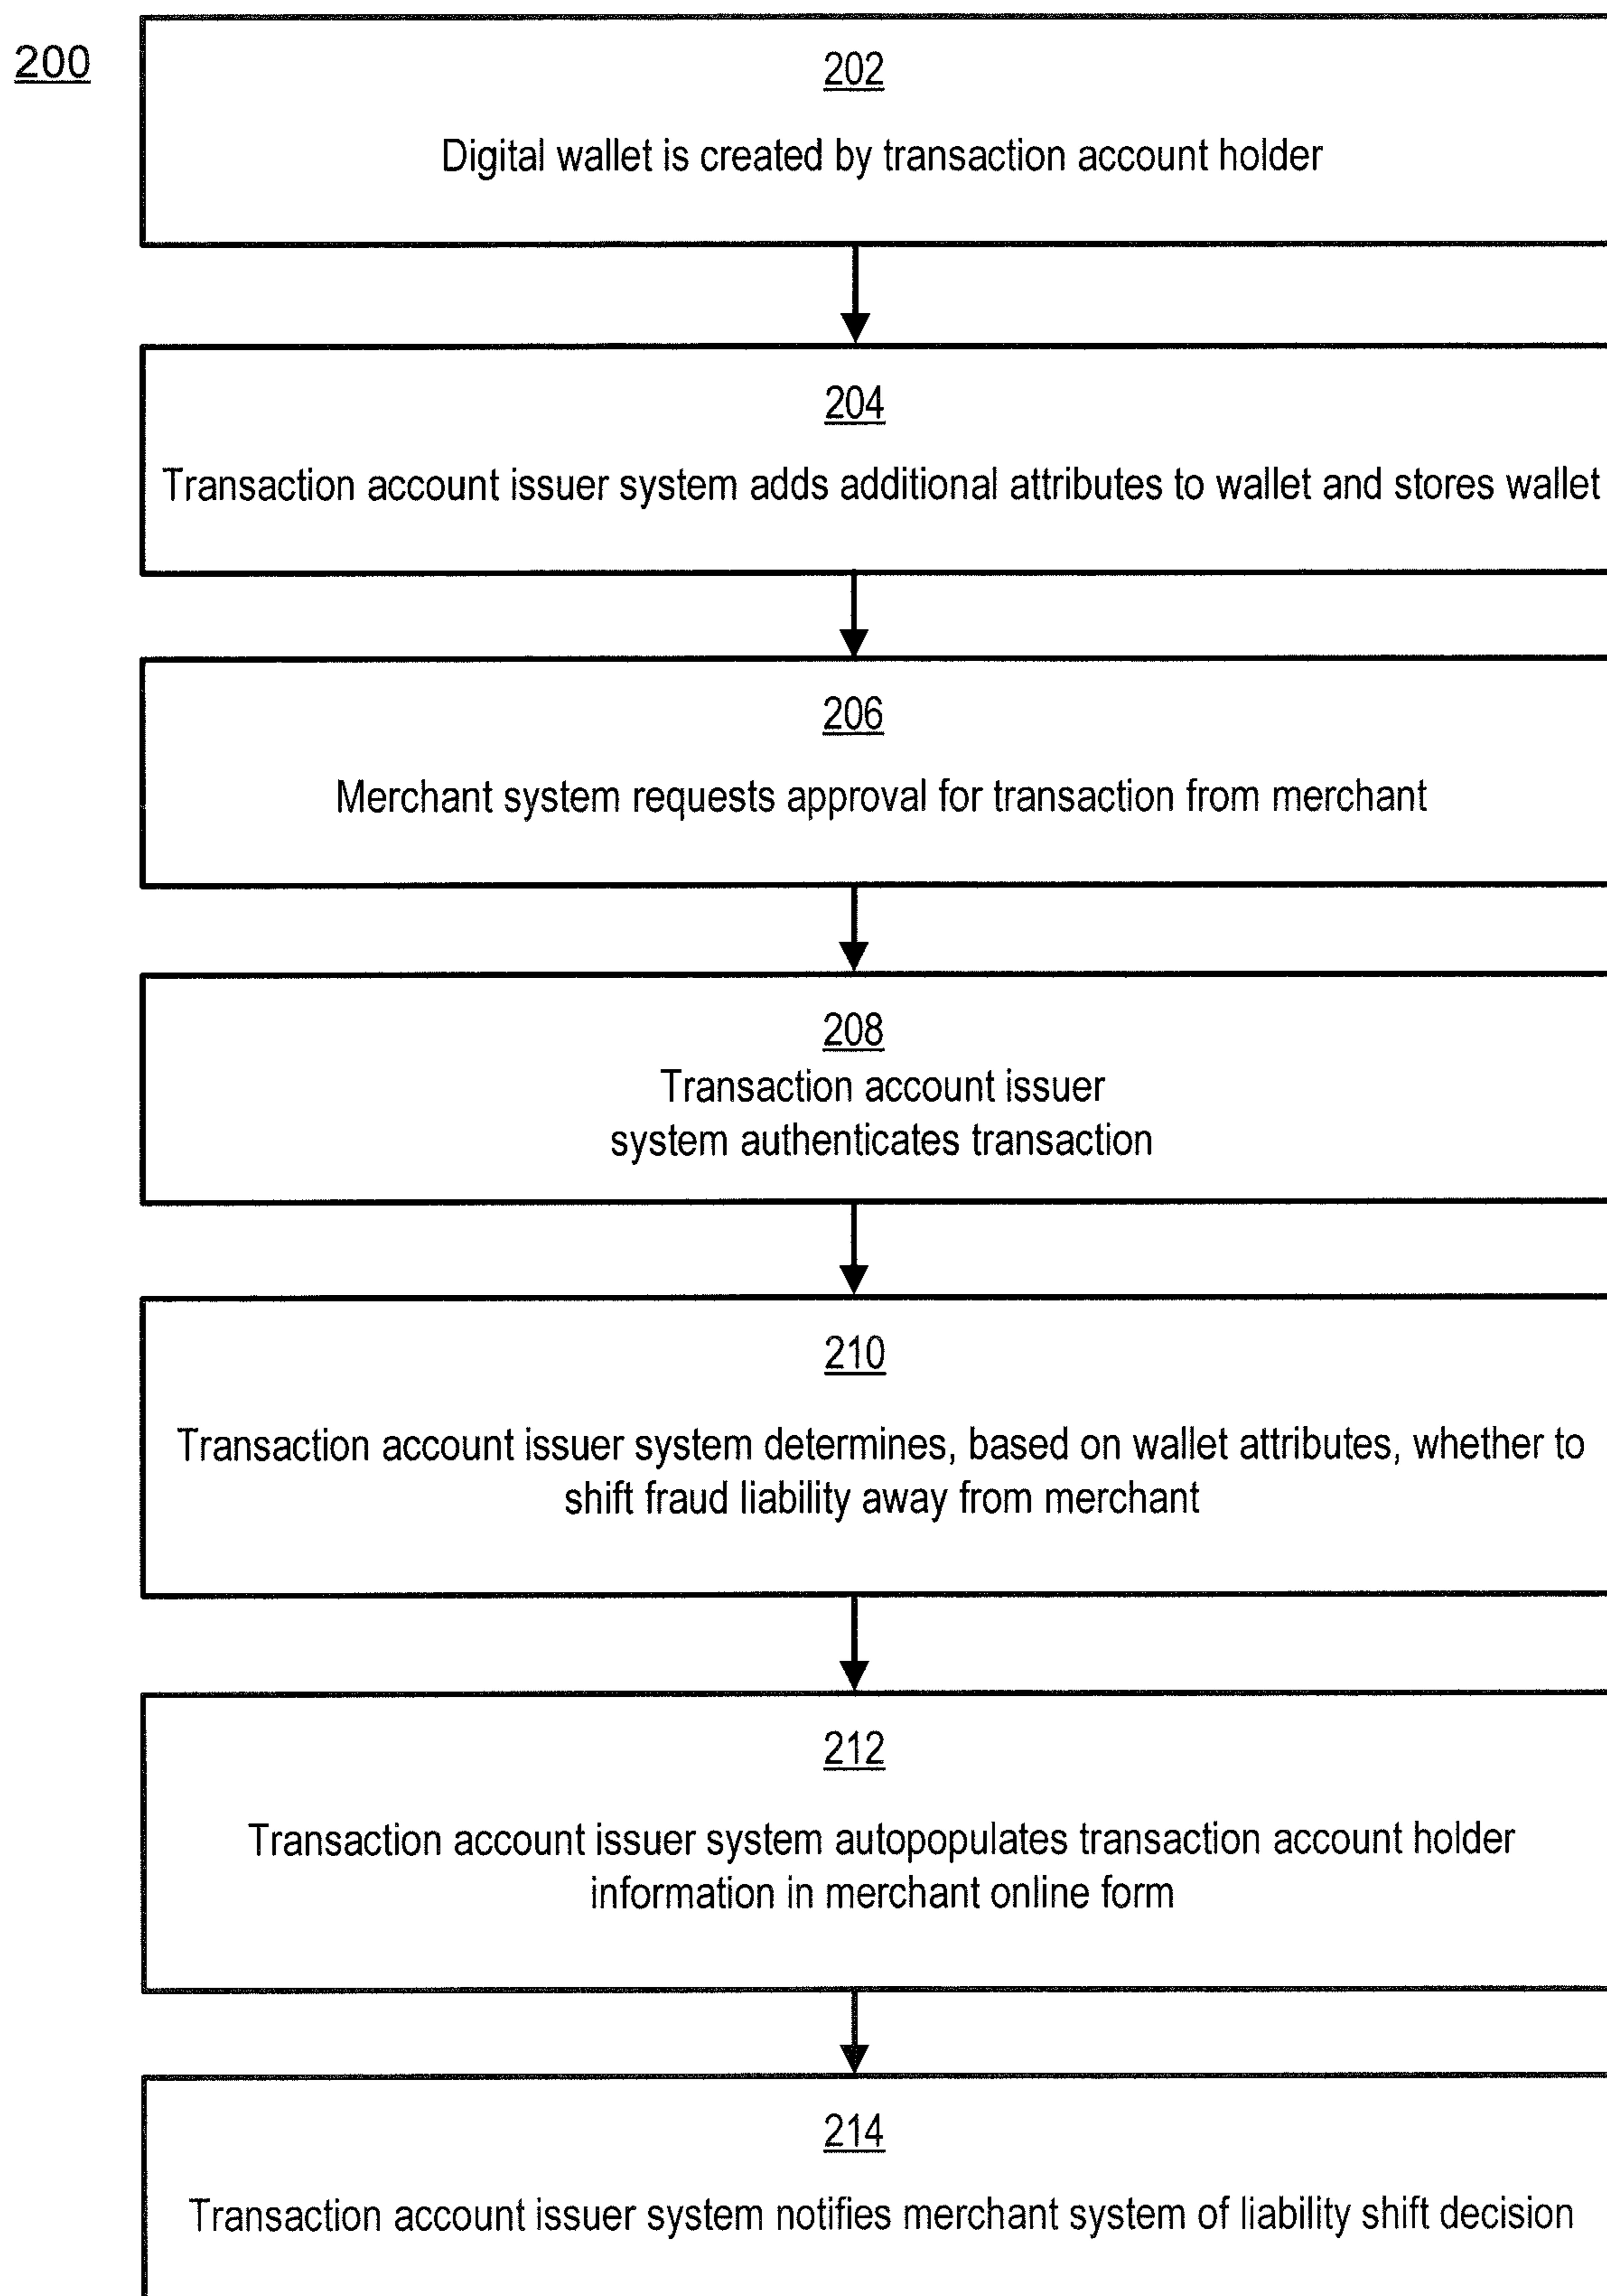 200
202
Digital wallet is created by transaction account holder
204
Transaction account issuer system adds additional attributes to wallet and stores wallet
206
Merchant system requests approval for transaction from merchant
208
Transaction account issuer
system authenticates transaction
210
Transaction account issuer system determines, based on wallet attributes, whether to
shift fraud liability away from merchant
212
Transaction account issuer system autopopulates transaction account holder
information in merchant online form
214
Transaction account issuer system notifies merchant system of liability shift decision